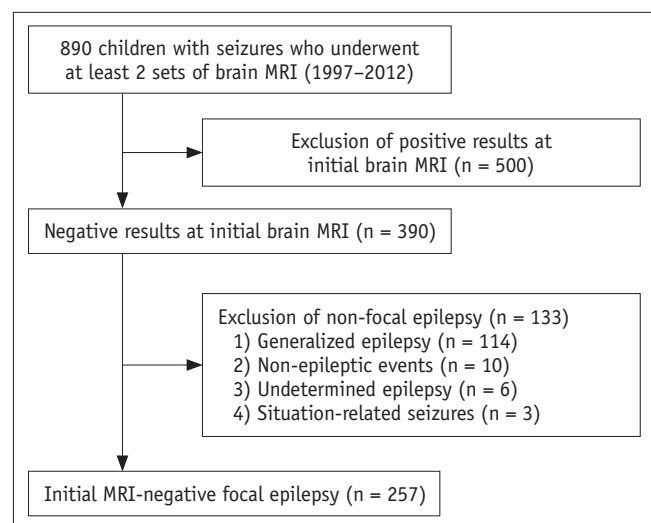 890 children with seizures who underwent
at least 2 sets of brain MRI (1997–2012)
Exclusion of positive results at
initial brain MRI (n = 500)
Negative results at initial brain MRI (n = 390)
Exclusion of non-focal epilepsy (n = 133)
1) Generalized epilepsy (n = 114)
2) Non-epileptic events (n = 10)
3) Undetermined epilepsy (n = 6)
4) Situation-related seizures (n = 3)
Initial MRI-negative focal epilepsy (n = 257)